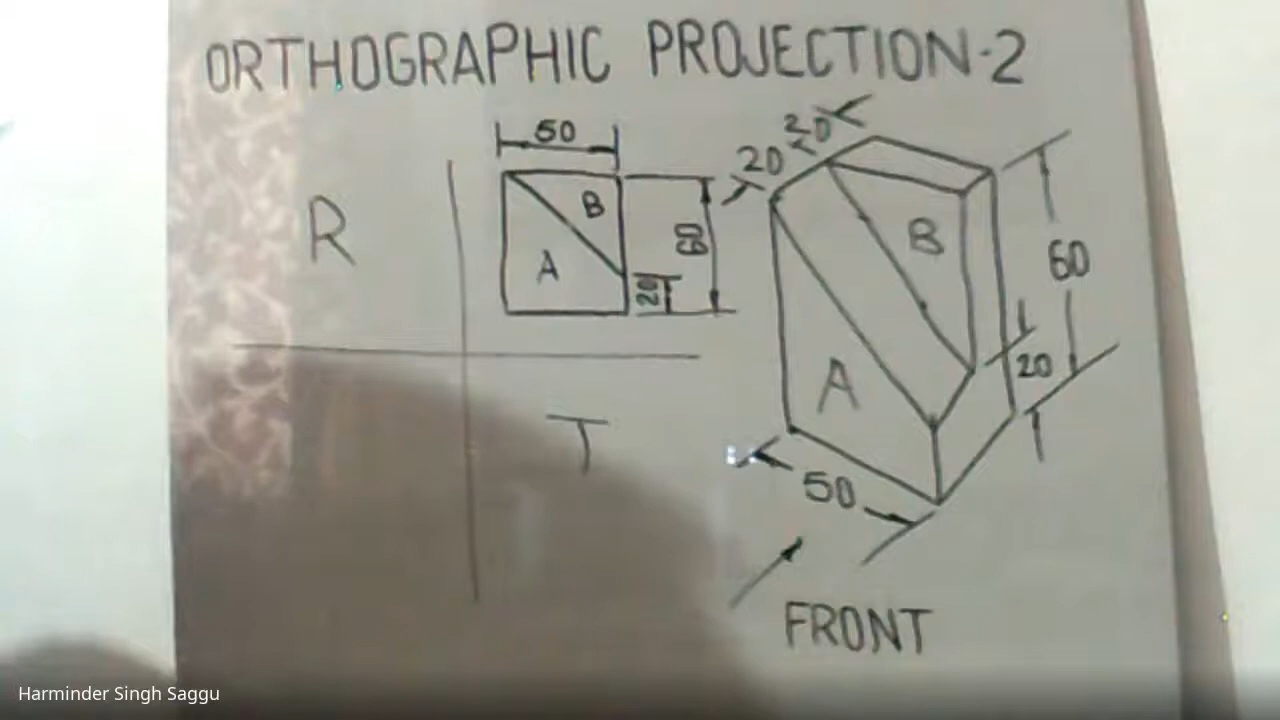 ORTHOGRAPHIC PROJECTION-2
50
20
20
R
B
A
60
20
B
A
60
20
50
T
FRONT
Harminder Singh Saggu